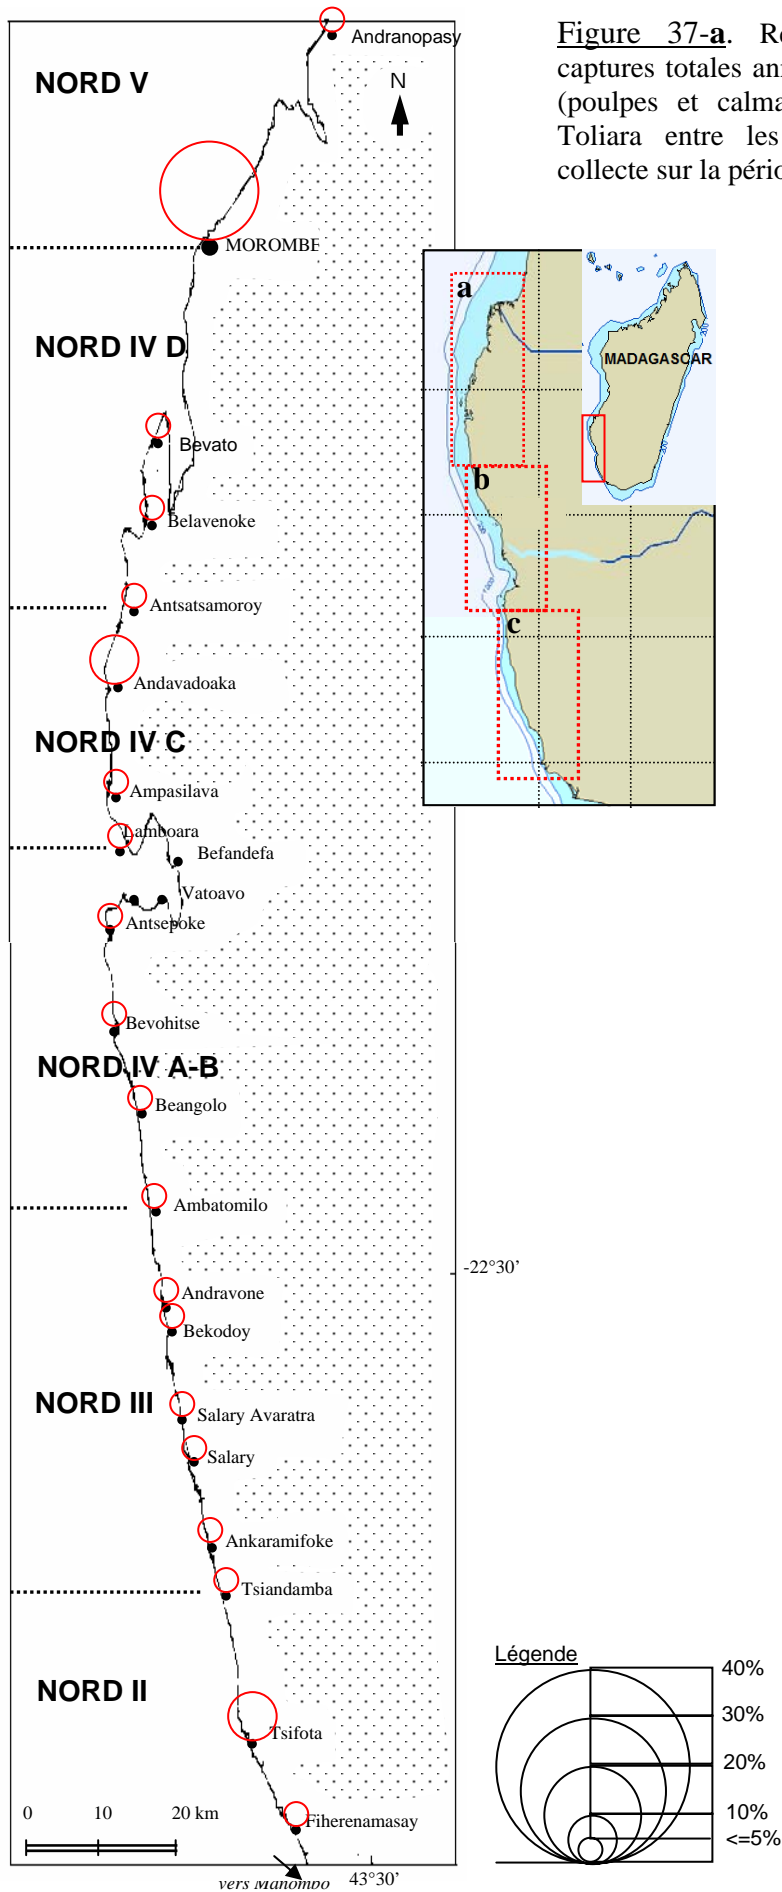 Figure 37-a.
captures totales
(poulpes et
Toliara entre les
collecte sur la
Andranopasy
NORD V
N
MOROMBE
NORD IV D
Bevato
Belavenoke
Antsatsamoroy
Andavadoaka
NORD IV C
Ampasilava
Lamboara
Befandefa
Vatoavo
Antsepoke
Bevohitse
NORD IV A-B
Beangolo
Ambatomilo
-22°30'
Andravone
Bekodoy
NORD III
Salary Avaratra
Salary
Ankaramifoke
Tsiandamba
NORD II
Tsifota
Fiherenamasay
0 10 20 km
vers Manombo
43°30'
a
b
c
MADAGASCAR
200
200
Légende
40%
30%
20%
10%
<=5%